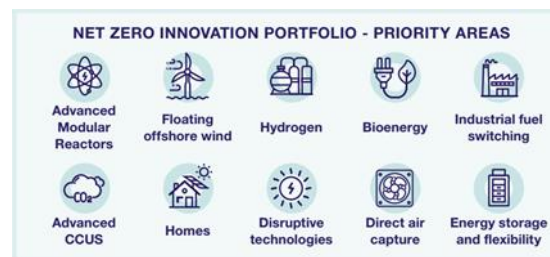 NET ZERO INNOVATION PORTFOLIO - PRIORITY AREAS
Advanced
Modular
Reactors
Floating
offshore wind
Hydrogen
Bioenergy
Industrial fuel
switching
CO₂
Advanced
CCUS
Homes
Disruptive
technologies
Direct air
capture
Energy storage
and flexibility